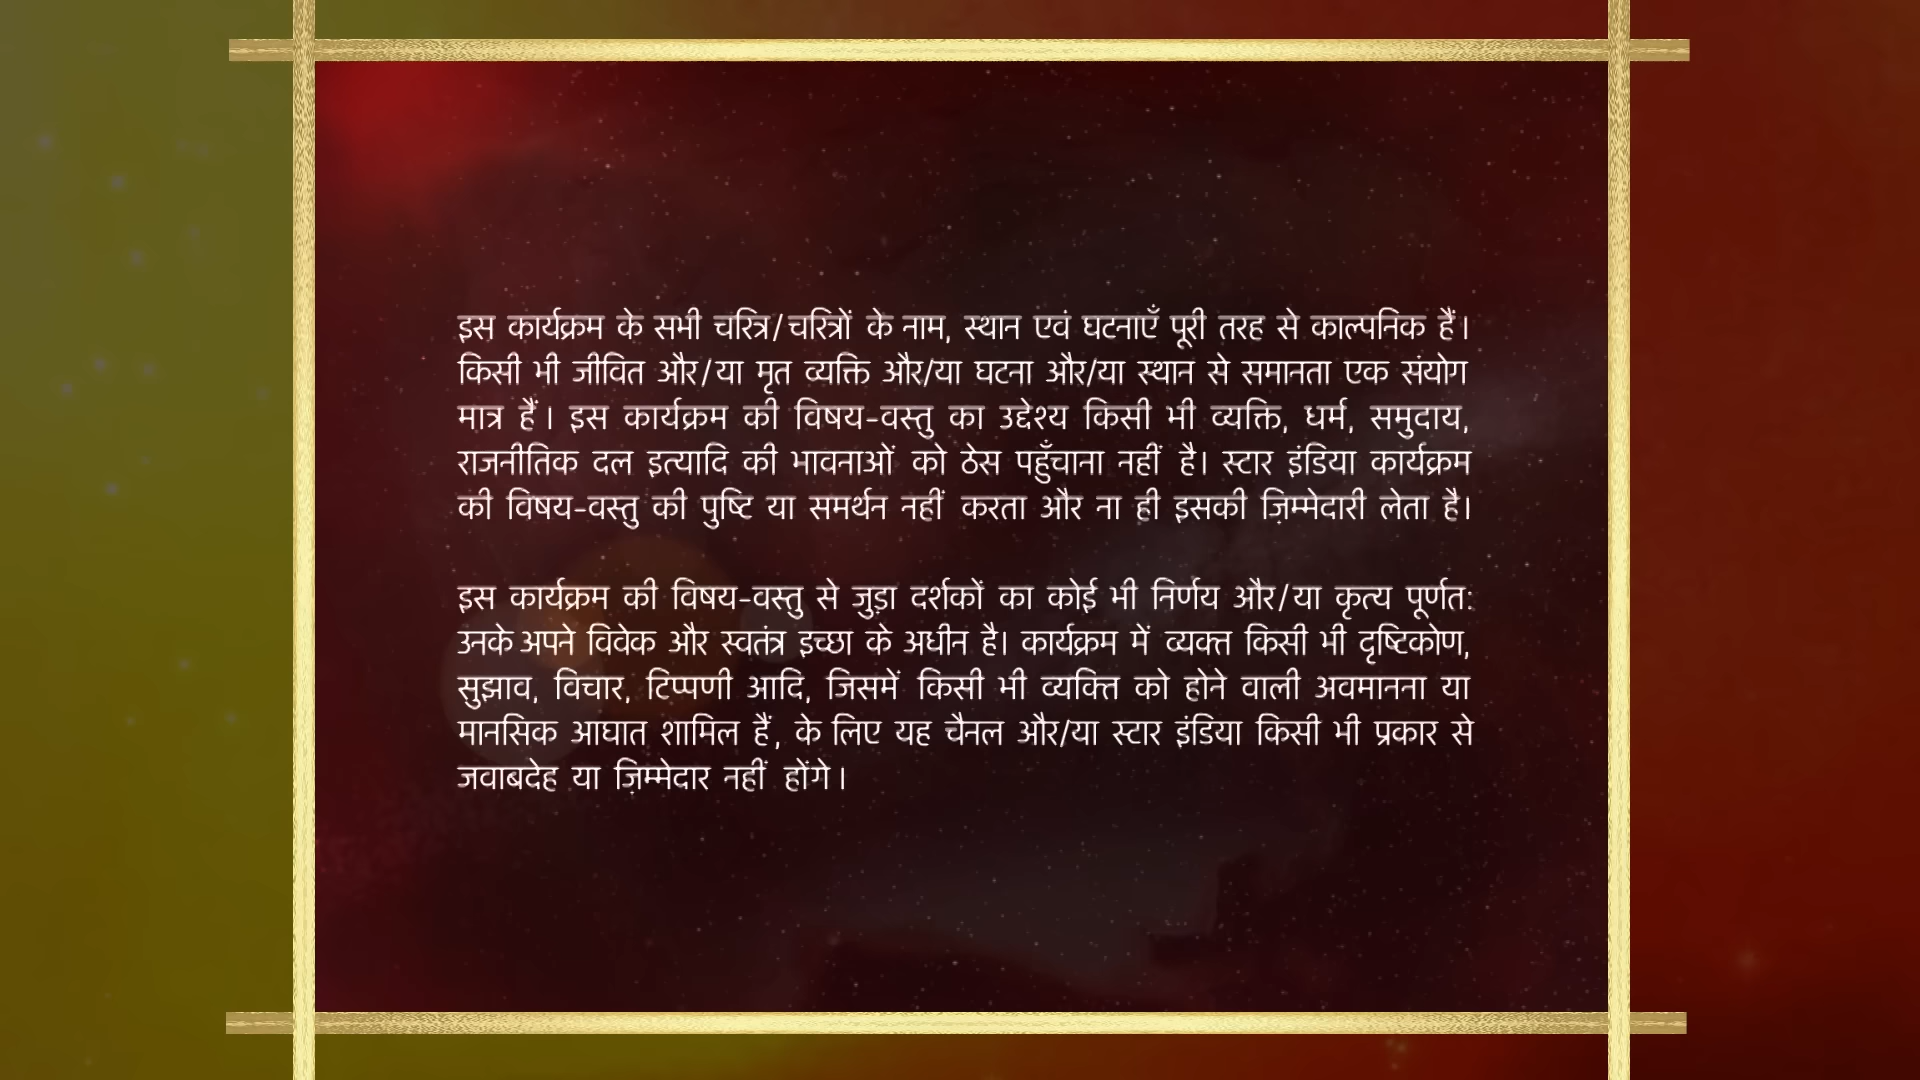 इस कार्यक्रम के सभी चरित्र/चरित्रों के नाम, स्थान एवं घटनाएँ पूरी तरह से काल्पनिक हैं।
किसी भी जीवित और/या मृत व्यक्ति और/या घटना और/या स्थान से समानता एक संयोग
मात्र हैं। इस कार्यक्रम की विषय-वस्तु का उद्देश्य किसी भी व्यक्ति, धर्म, समुदाय,
राजनीतिक दल इत्यादि की भावनाओं को ठेस पहुँचाना नहीं है। स्टार इंडिया कार्यक्रम
की विषय-वस्तु की पुष्टि या समर्थन नहीं करता और ना ही इसकी ज़िम्मेदारी लेता है।
इस कार्यक्रम की विषय-वस्तु से जुड़ा दर्शकों का कोई भी निर्णय और/या कृत्य पूर्णत:
उनके अपने विवेक और स्वतंत्र इच्छा के अधीन है। कार्यक्रम में व्यक्त किसी भी दृष्टिकोण,
सुझाव, विचार, टिप्पणी आदि, जिसमें किसी भी व्यक्ति को होने वाली अवमानना या
मानसिक आघात शामिल हैं, के लिए यह चैनल और/या स्टार इंडिया किसी भी प्रकार से
जवाबदेह या ज़िम्मेदार नहीं होंगे।